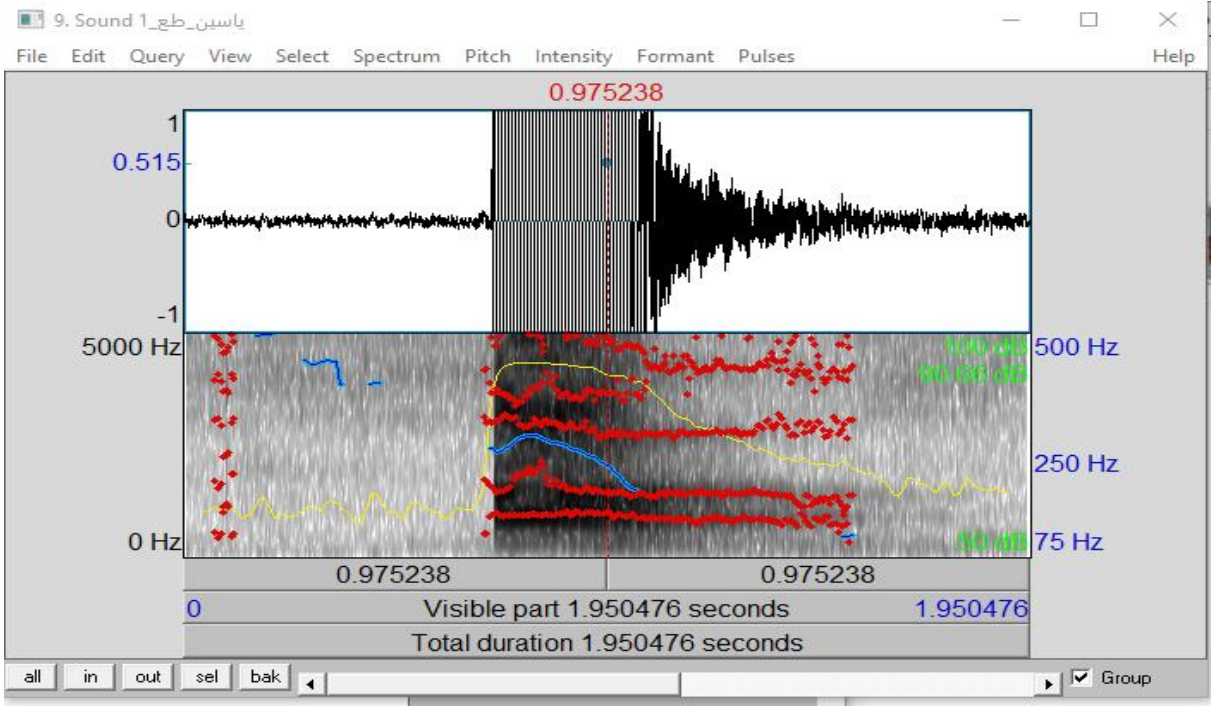 9. Sound 1_ياسين_طع
File Edit Query View Select Spectrum Pitch Intensity Formant Pulses Help
0.975238
1
0.515
0
-1
5000 Hz
100 dB
500 Hz
90.86 dB
250 Hz
0 Hz
50 dB
75 Hz
0.975238 0.975238
0 Visible part 1.950476 seconds 1.950476
Total duration 1.950476 seconds
all in out sel bak Group